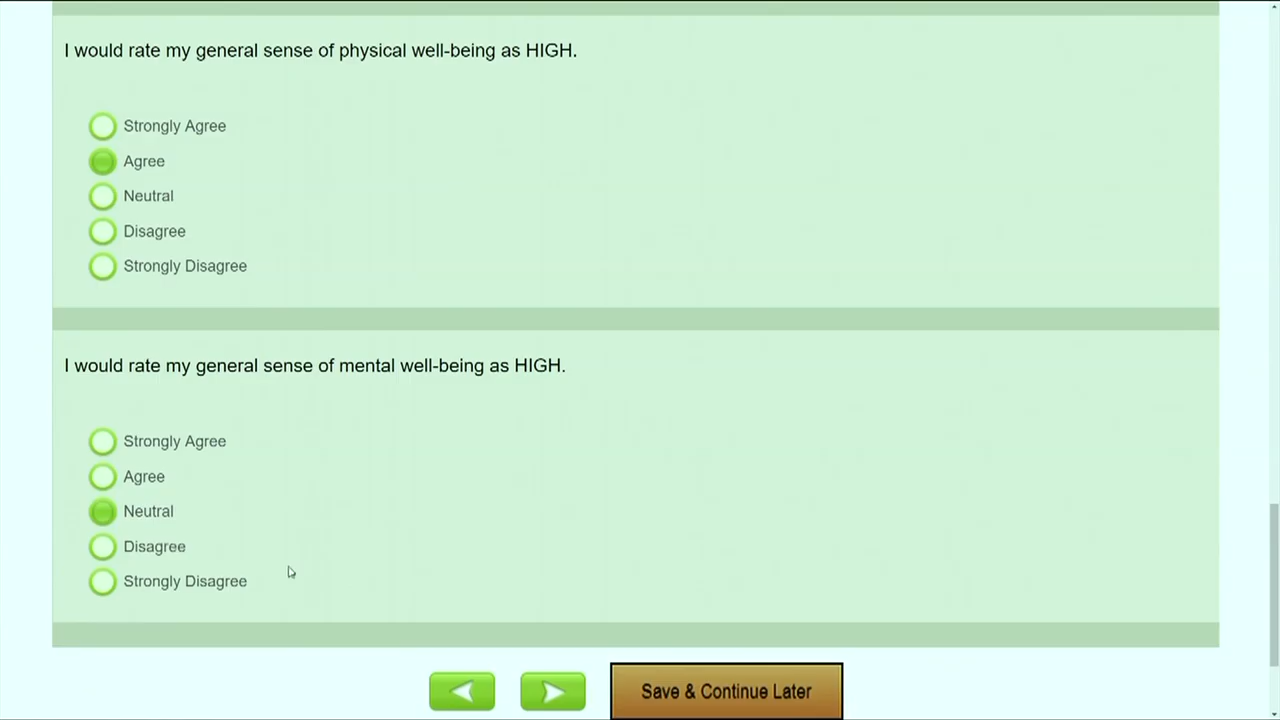 I would rate my general sense of physical well-being as HIGH.
Strongly Agree
Agree
Neutral
Disagree
Strongly Disagree
I would rate my general sense of mental well-being as HIGH.
Strongly Agree
Agree
Neutral
Disagree
Strongly Disagree
Save & Continue Later